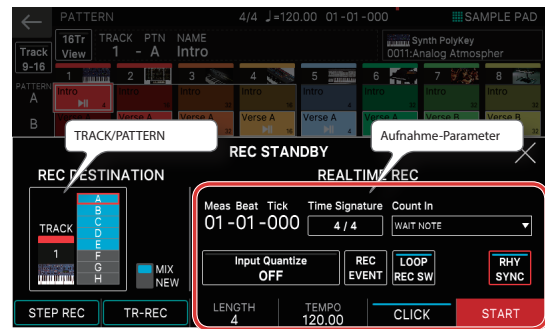 PATTERN 4/4 ♩=120.00 01-01-000 SAMPLE PAD
16Tr View TRACK PTN NAME
1 - A Intro
Synth PolyKey
0011:Analog Atmospher
Track 9-16
1 2 3 4 5 6 7 8
PATTERN
A Intro Intro Intro Intro Intro Intro Intro Intro
B Verse A Verse A Verse A Verse B
TRACK/PATTERN
Aufnahme-Parameter
REC STANDBY
REC DESTINATION
REALTIME REC
TRACK
1
A
B
C
D
E
F
G
H
MIX
NEW
Meas Beat Tick Time Signature Count In
01-01-000 4 / 4 WAIT NOTE
Input Quantize
OFF
REC
EVENT
LOOP
REC SW
RHY
SYNC
STEP REC TR-REC
LENGTH
4
TEMPO
120.00
CLICK START